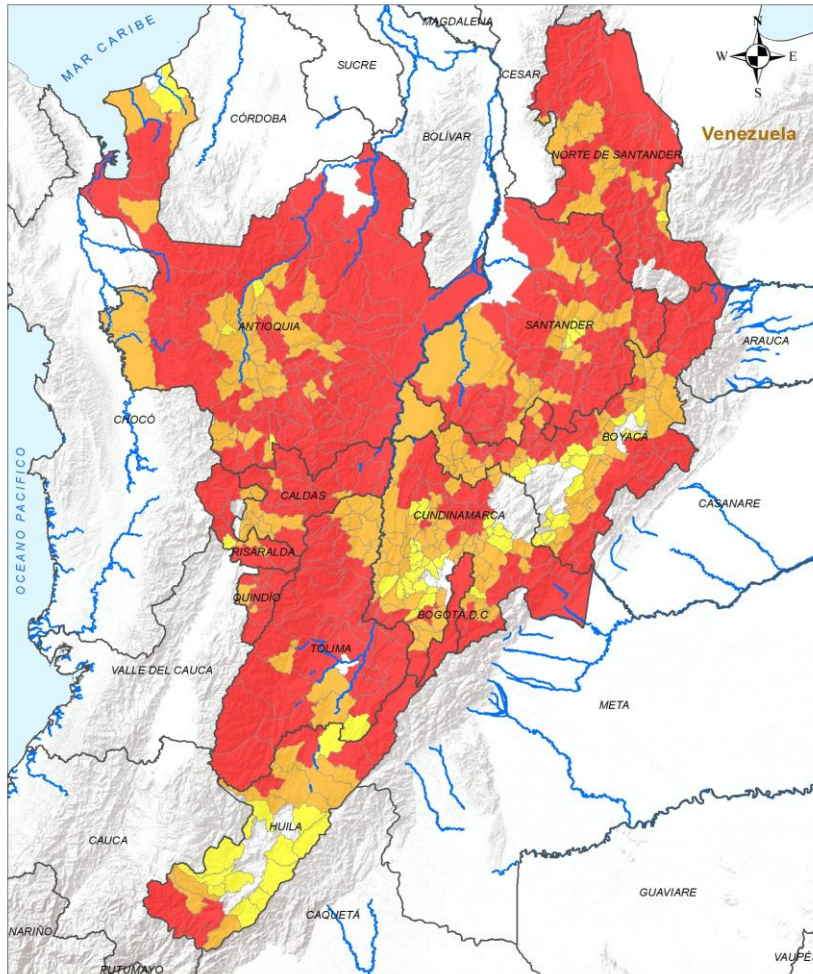 MAGDALENA
N
W E
S
MAR CARIBE
SUCRE
CESAR
CÓRDOBA
BOLÍVAR
Venezuela
NORTE DE SANTANDER
ANTIOQUIA
SANTANDER
ARAUCA
CHOCÓ
BOYACÁ
OCEANO PACIFICO
CALDAS
CASANARE
CUNDINAMARCA
RISARALDA
QUINDÍO
BOGOTÁ D.C
TOLIMA
VALLE DEL CAUCA
META
HUILA
CAUCA
GUAVIARE
CAQUETÁ
NARIÑO
PUTUMAYO
VAUPÉS